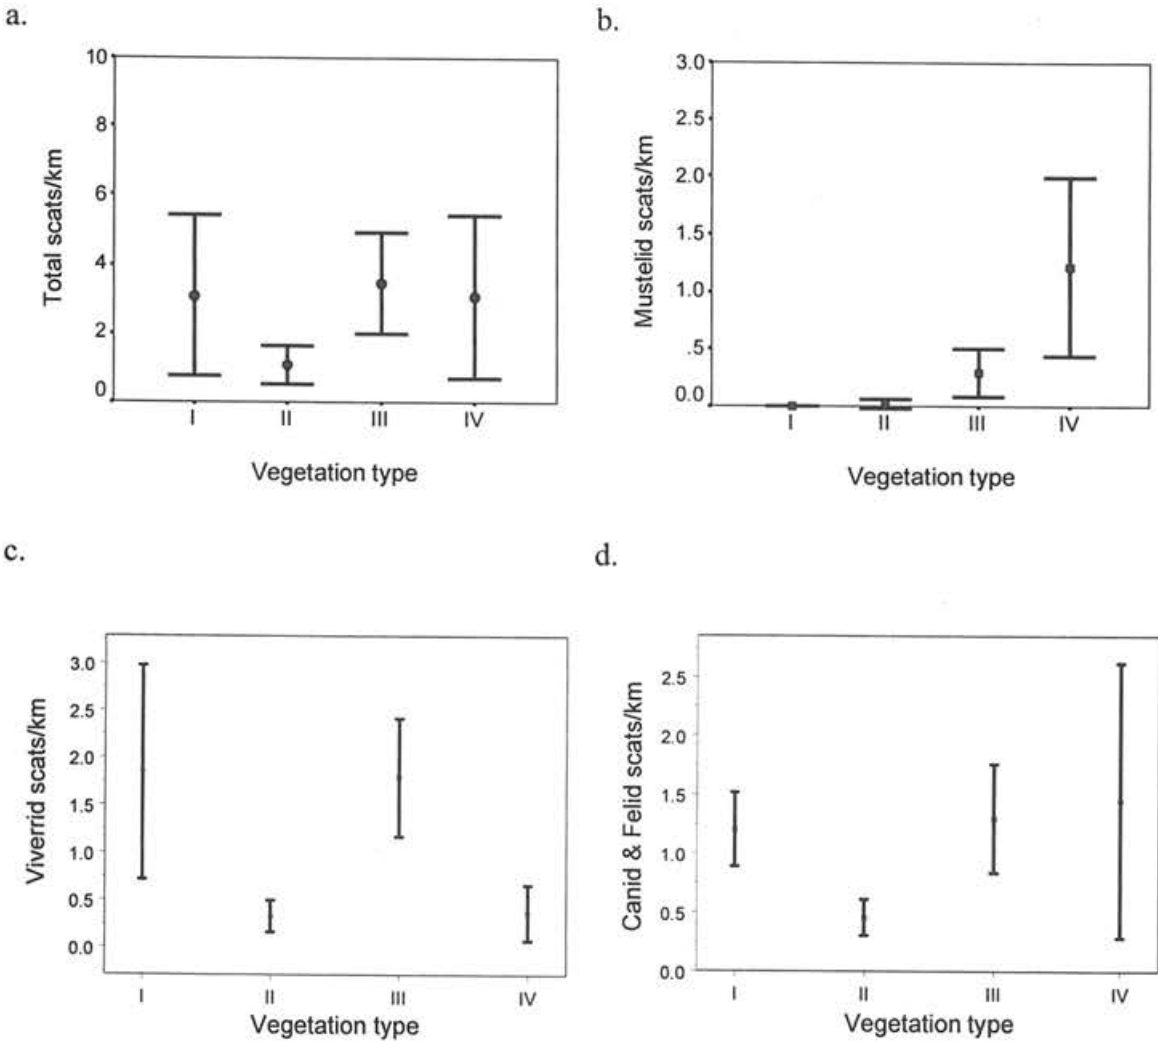 a.
10
8
6
4
2
0
Total scats/km
I II III IV
Vegetation type
b.
3.0
2.5
2.0
1.5
1.0
.5
0.0
Mustelid scats/km
I II III IV
Vegetation type
c.
3.0
2.5
2.0
1.5
1.0
0.5
0.0
Viverrid scats/km
I II III IV
Vegetation type
d.
2.5
2.0
1.5
1.0
0.5
0.0
Canid & Felid scats/km
I II III IV
Vegetation type